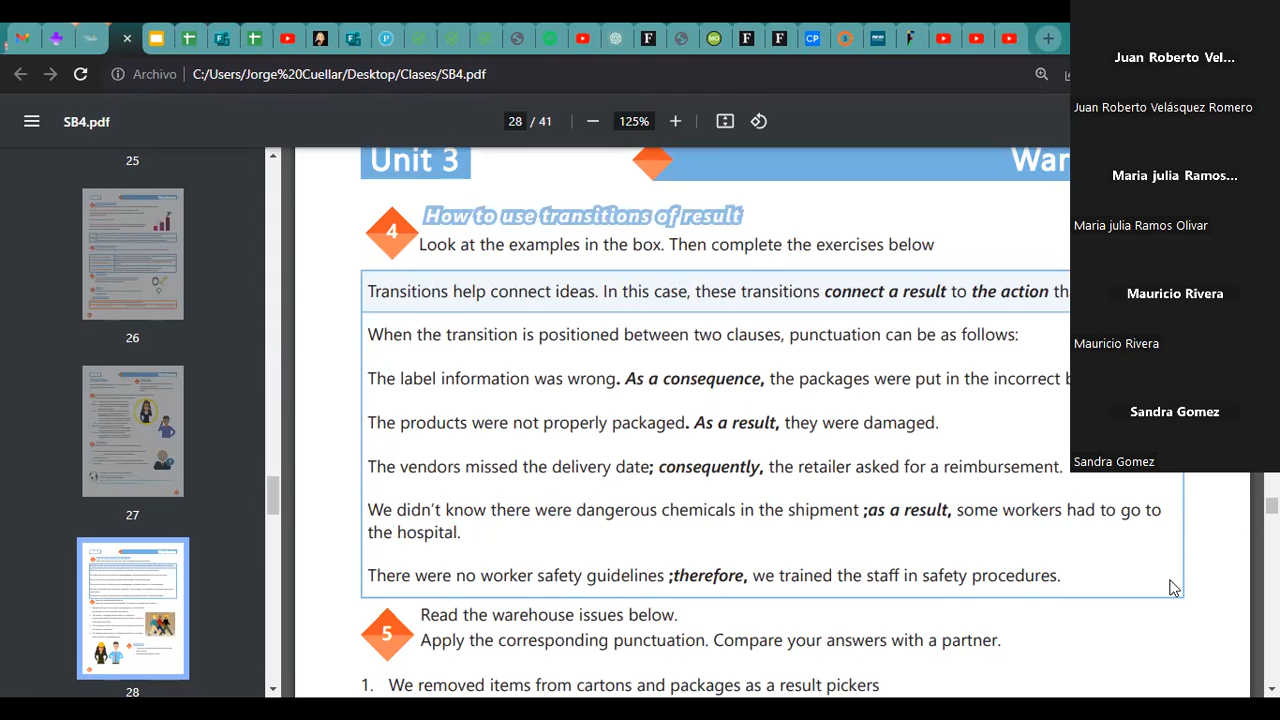 Archivo
C:/Users/Jorge%20Cuellar/Desktop/Clases/SB4.pdf
SB4.pdf
28 / 41
125%
25
26
27
28
Unit 3
How to use transitions of result
4
Look at the examples in the box. Then complete the exercises below
Transitions help connect ideas. In this case, these transitions connect a result to the action
When the transition is positioned between two clauses, punctuation can be as follows:
The label information was wrong. As a consequence, the packages were put in the incorrect
The products were not properly packaged. As a result, they were damaged.
The vendors missed the delivery date; consequently, the retailer asked for a reimbursement.
We didn't know there were dangerous chemicals in the shipment ;as a result, some workers had to go to
the hospital.
There were no worker safety guidelines ;therefore, we trained the staff in safety procedures.
5
Read the warehouse issues below.
Apply the corresponding punctuation. Compare your answers with a partner.
1. We removed items from cartons and packages as a result pickers
Juan Roberto Vel...
Juan Roberto Velásquez Romero
Maria julia Ramos...
Maria julia Ramos Olivar
Mauricio Rivera
Mauricio Rivera
Sandra Gomez
Sandra Gomez